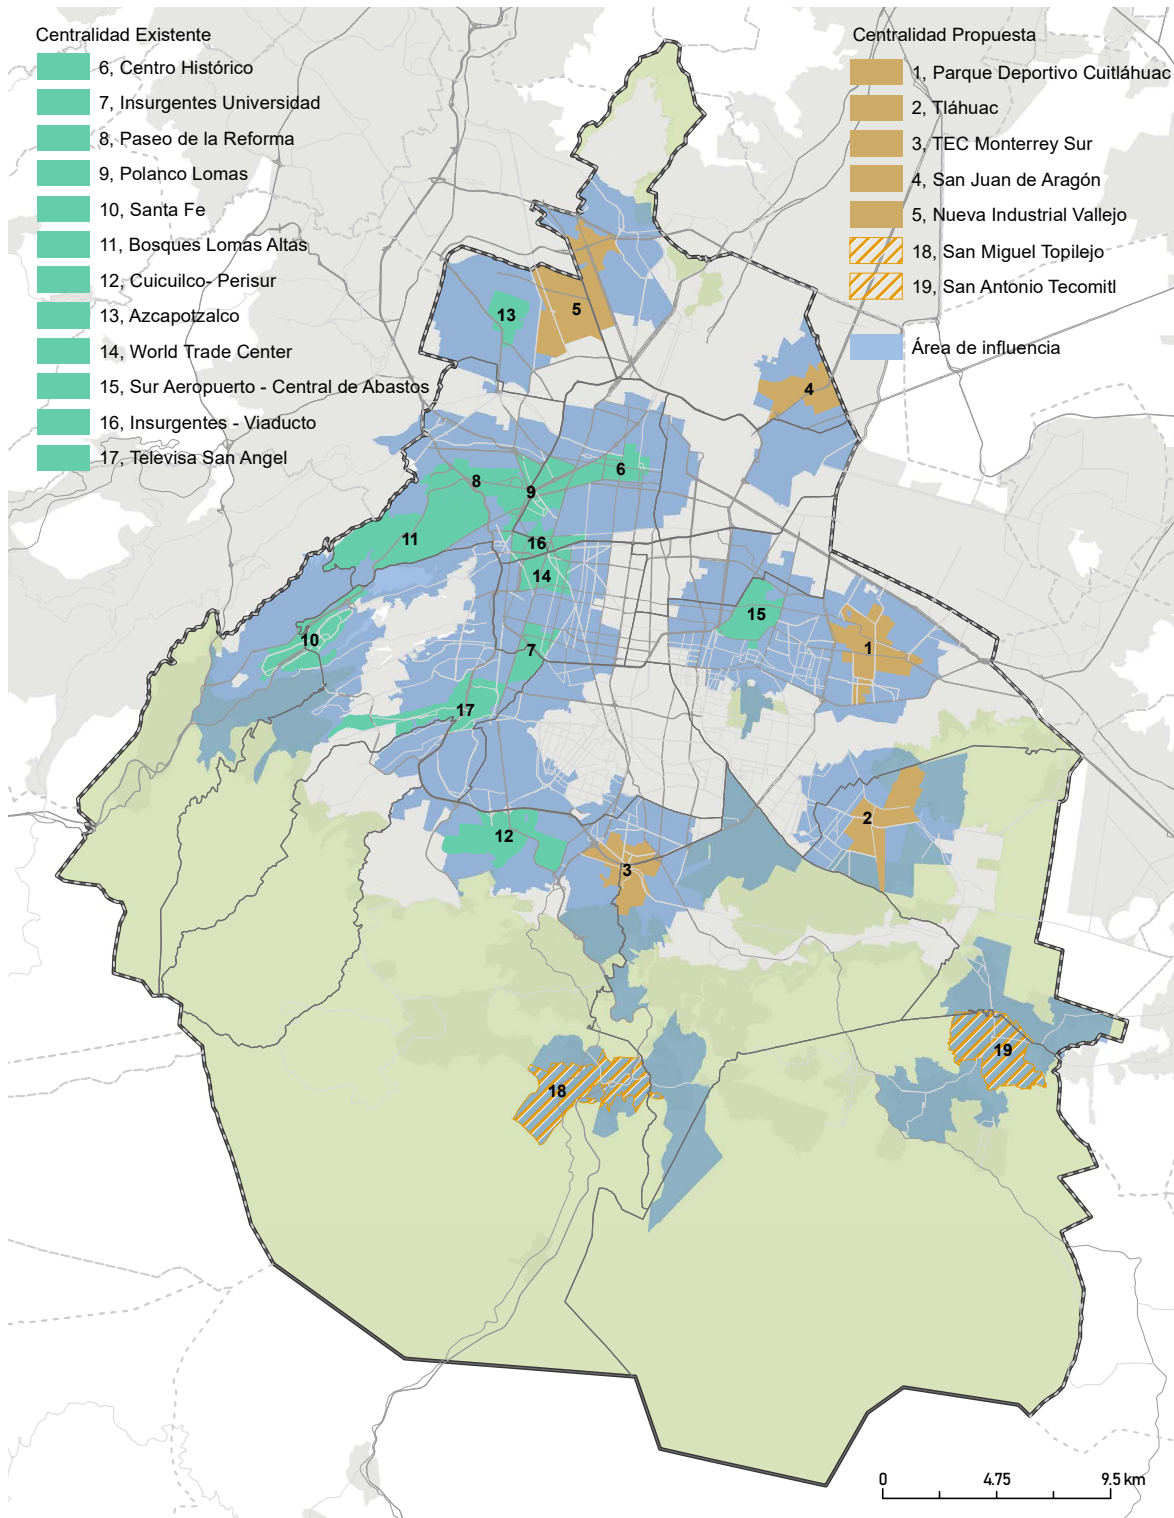 Centralidad Existente
6, Centro Histórico
7, Insurgentes Universidad
8, Paseo de la Reforma
9, Polanco Lomas
10, Santa Fe
11, Bosques Lomas Altas
12, Cuicuilco- Perisur
13, Azcapotzalco
14, World Trade Center
15, Sur Aeropuerto - Central de Abastos
16, Insurgentes - Viaducto
17, Televisa San Angel
Centralidad Propuesta
1, Parque Deportivo Cuitláhuac
2, Tláhuac
3, TEC Monterrey Sur
4, San Juan de Aragón
5, Nueva Industrial Vallejo
18, San Miguel Topilejo
19, San Antonio Tecomitl
Área de influencia
5
13
4
6
8
9
11
16
14
15
10
7
1
17
2
12
3
19
18
0 4.75 9.5 km